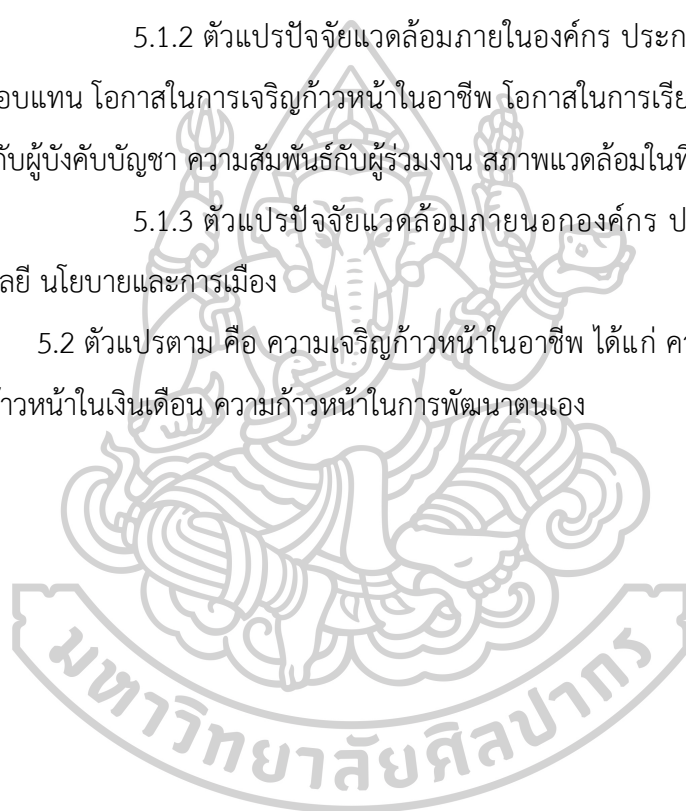 5.1.2 ตัวแปรปัจจัยแวดล้อมภายในองค์กร ประก
อบแทน โอกาสในการเจริญก้าวหน้าในอาชีพ โอกาสในการเรีย
กับผู้บังคับบัญชา ความสัมพันธ์กับผู้ร่วมงาน สภาพแวดล้อมในที
5.1.3 ตัวแปรปัจจัยแวดล้อมภายนอกองค์กร ป
ลยี นโยบายและการเมือง
5.2 ตัวแปรตาม คือ ความเจริญก้าวหน้าในอาชีพ ได้แก่ ค
าวหน้าในเงินเดือน ความก้าวหน้าในการพัฒนาตนเอง
มหาวิทยาลัยศิลปากร